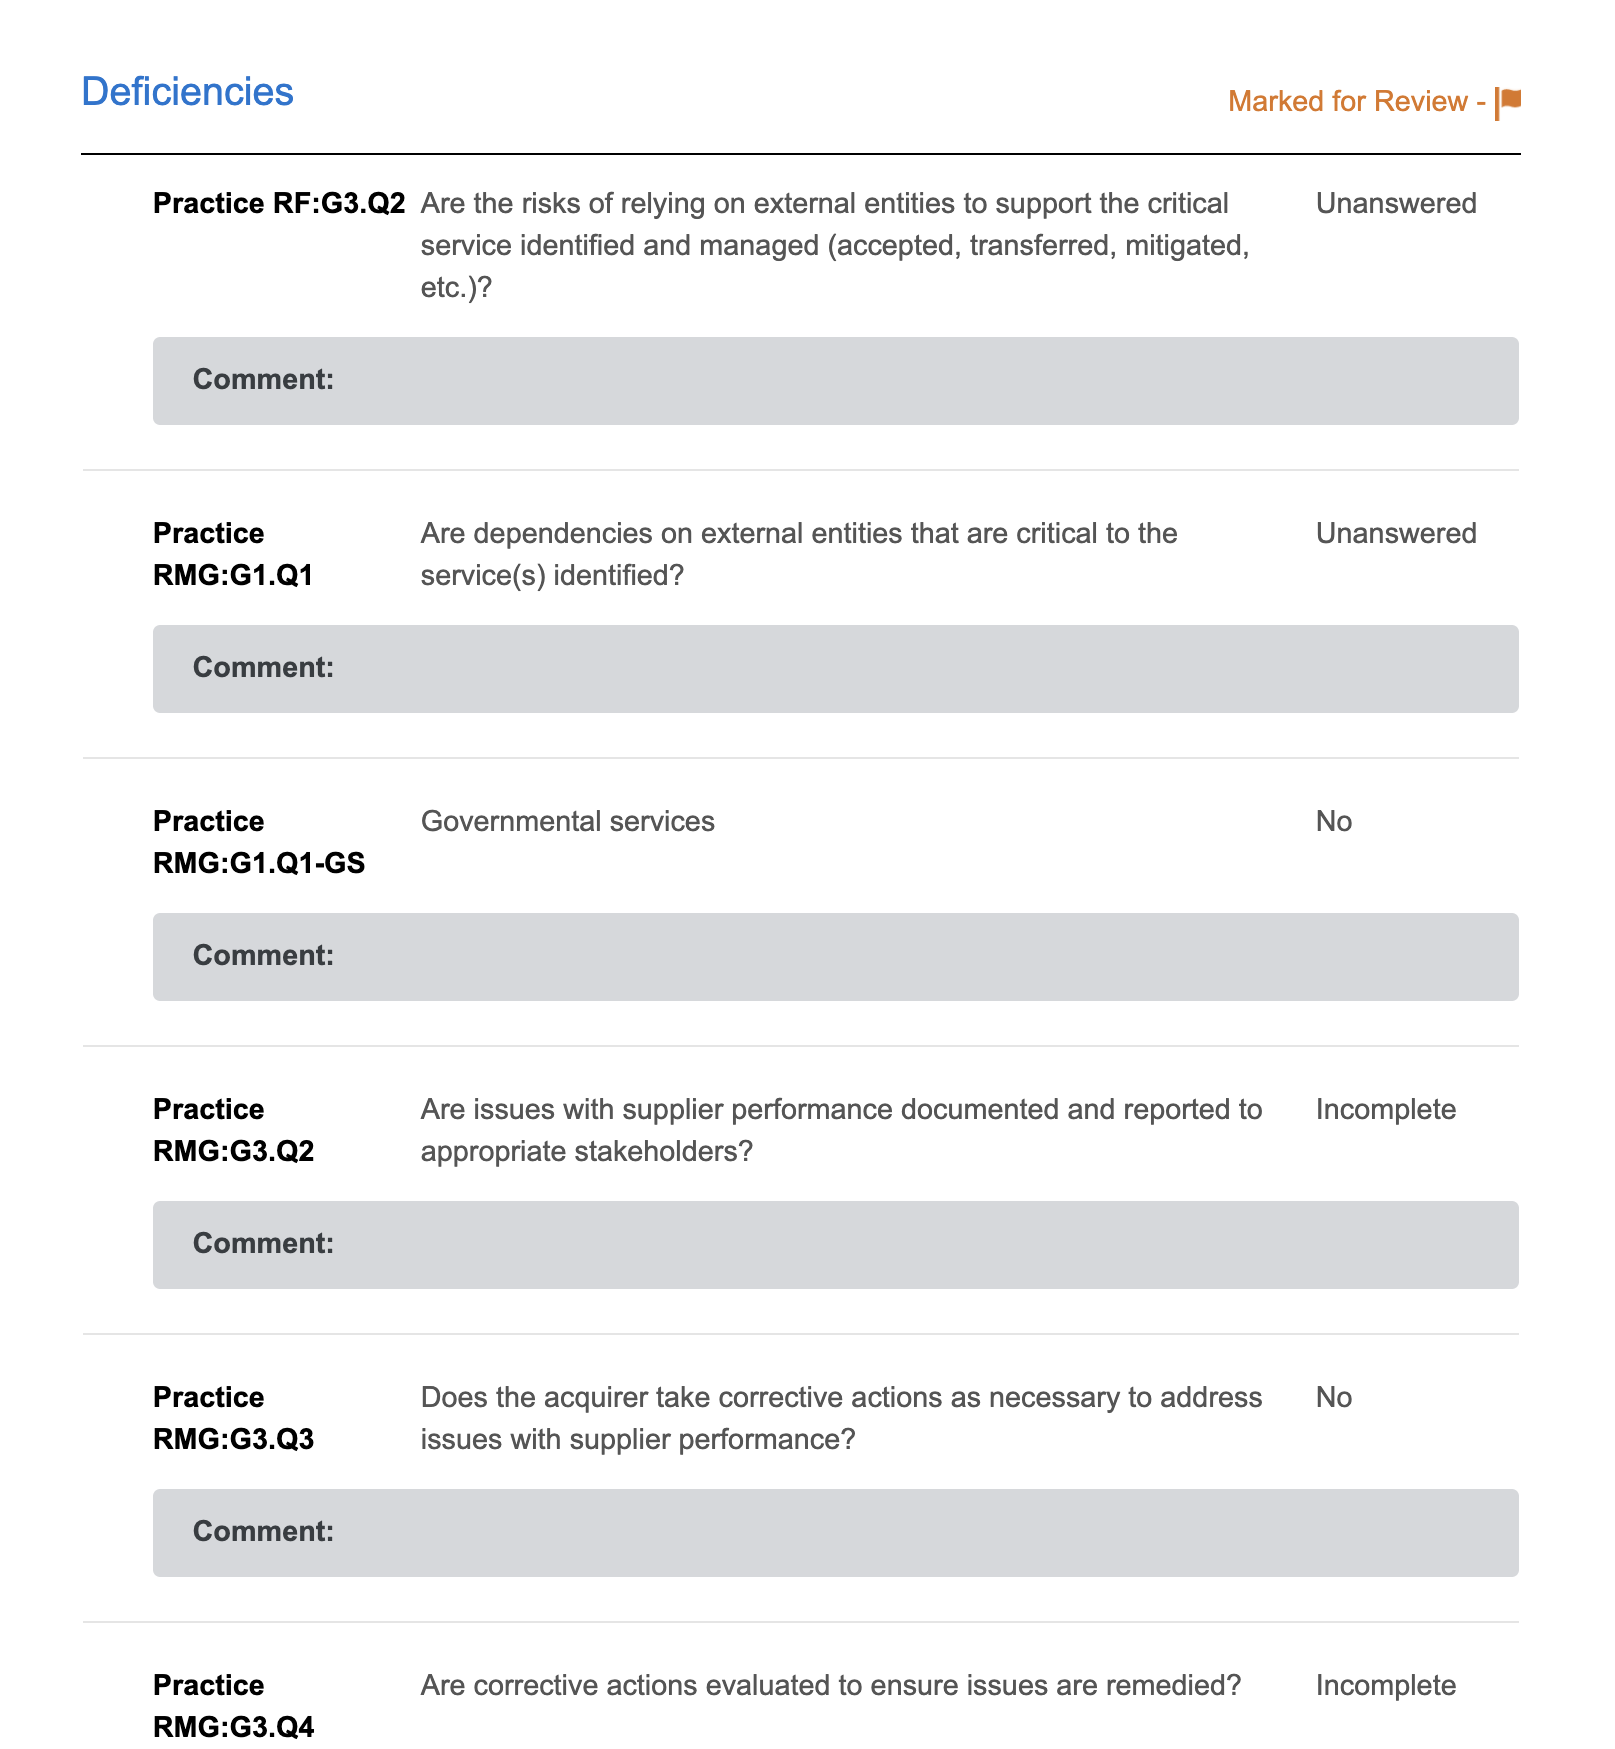 Deficiencies
Marked for Review -
Practice RF:G3.Q2 Are the risks of relying on external entities to support the critical Unanswered
service identified and managed (accepted, transferred, mitigated,
etc.)?
Comment:
Practice Are dependencies on external entities that are critical to the Unanswered
RMG:G1.Q1 service(s) identified?
Comment:
Practice Governmental services No
RMG:G1.Q1-GS
Comment:
Practice Are issues with supplier performance documented and reported to Incomplete
RMG:G3.Q2 appropriate stakeholders?
Comment:
Practice Does the acquirer take corrective actions as necessary to address No
RMG:G3.Q3 issues with supplier performance?
Comment:
Practice Are corrective actions evaluated to ensure issues are remedied? Incomplete
RMG:G3.Q4